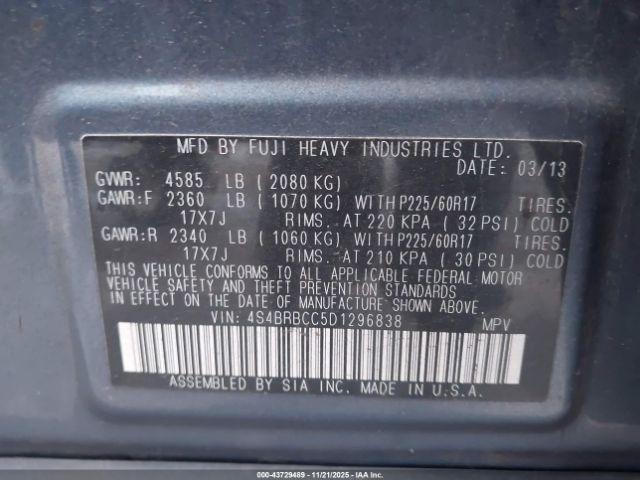 MFD BY FUJI HEAVY INDUSTRIES LTD.
DATE: 03/13
GVWR: 4585 LB ( 2080 KG)
GAWR:F 2360 LB ( 1070 KG) WITH P225/60R17 TIRES.
17X7J RIMS. AT 220 KPA ( 32 PSI) COLD
GAWR:R 2340 LB ( 1060 KG) WITH P225/60R17 TIRES.
17X7J RIMS. AT 210 KPA ( 30 PSI) COLD
THIS VEHICLE CONFORMS TO ALL APPLICABLE FEDERAL MOTOR
VEHICLE SAFETY AND THEFT PREVENTION STANDARDS
IN EFFECT ON THE DATE OF MANUFACTURE SHOWN ABOVE.
VIN: 4S4BRBCC5D1296838 MPV
ASSEMBLED BY SIA INC. MADE IN U.S.A.
000-43729489 - 11/21/2025 - IAAI.COM